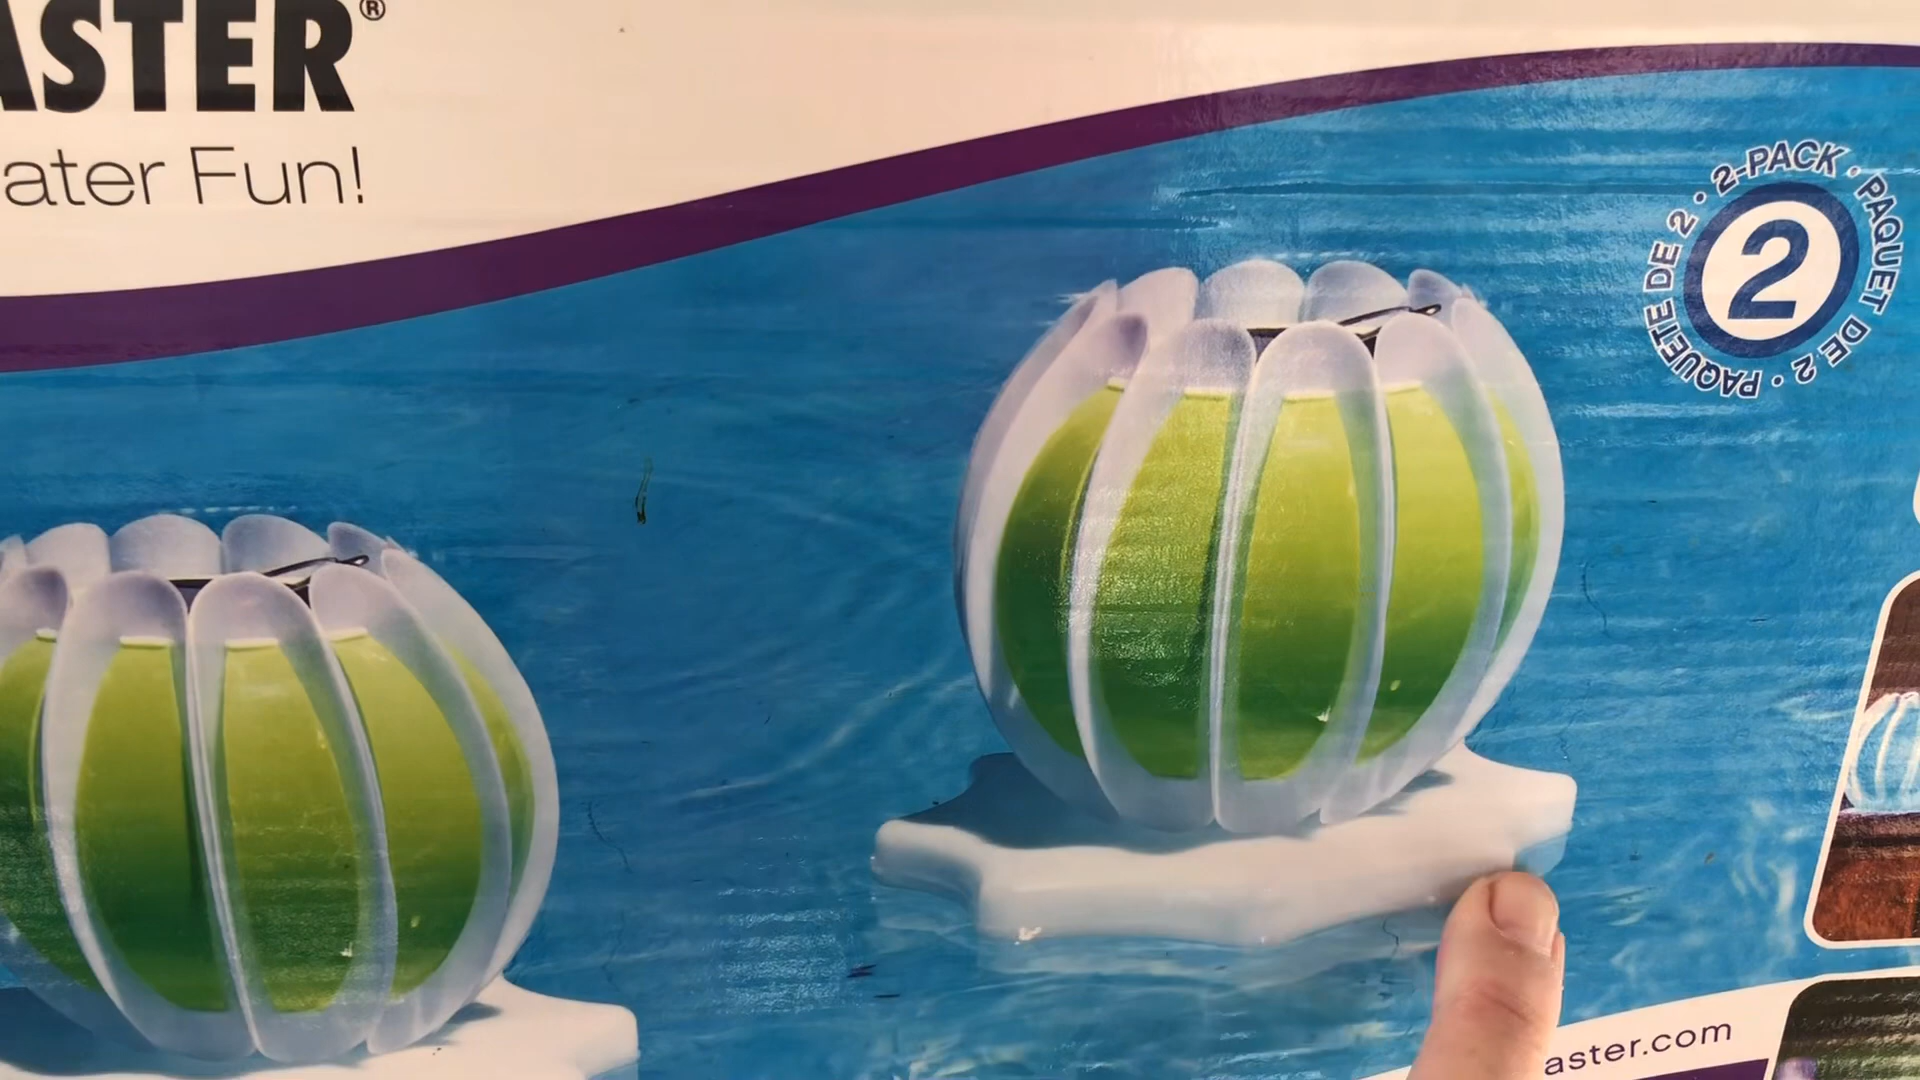 ASTER®
ater Fun!
2-PACK · PAQUET DE 2 · PAQUETE DE 2 ·
2
aster.com